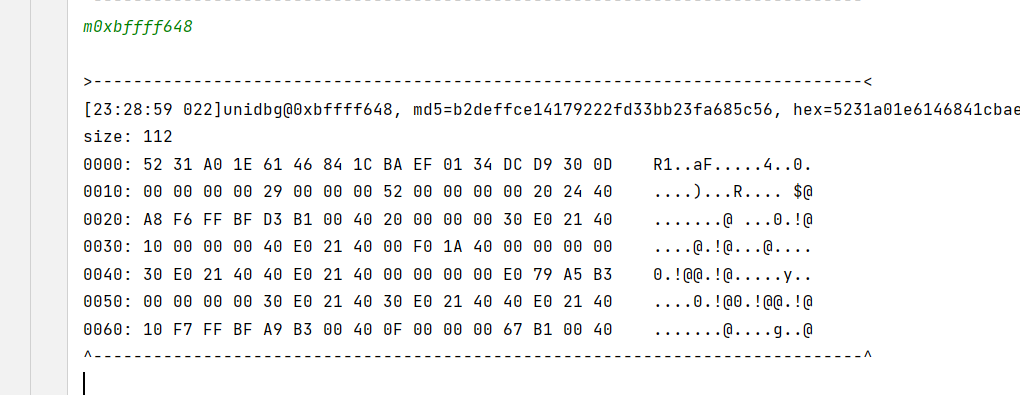 m0xbffff648
>-----------------------------------------------------------------------------<
[23:28:59 022]unidbg@0xbffff648, md5=b2deffce14179222fd33bb23fa685c56, hex=5231a01e6146841cbae
size: 112
0000: 52 31 A0 1E 61 46 84 1C BA EF 01 34 DC D9 30 0D    R1..aF.....4..0.
0010: 00 00 00 00 29 00 00 00 52 00 00 00 00 20 24 40    ....)...R.... $@
0020: A8 F6 FF BF D3 B1 00 40 20 00 00 00 30 E0 21 40    .......@ ...0.!@
0030: 10 00 00 00 40 E0 21 40 00 F0 1A 40 00 00 00 00    ....@.!@...@....
0040: 30 E0 21 40 40 E0 21 40 00 00 00 00 E0 79 A5 B3    0.!@@.!@.....y..
0050: 00 00 00 00 30 E0 21 40 30 E0 21 40 40 E0 21 40    ....0.!@0.!@@.!@
0060: 10 F7 FF BF A9 B3 00 40 0F 00 00 00 67 B1 00 40    .......@....g..@
^-----------------------------------------------------------------------------^